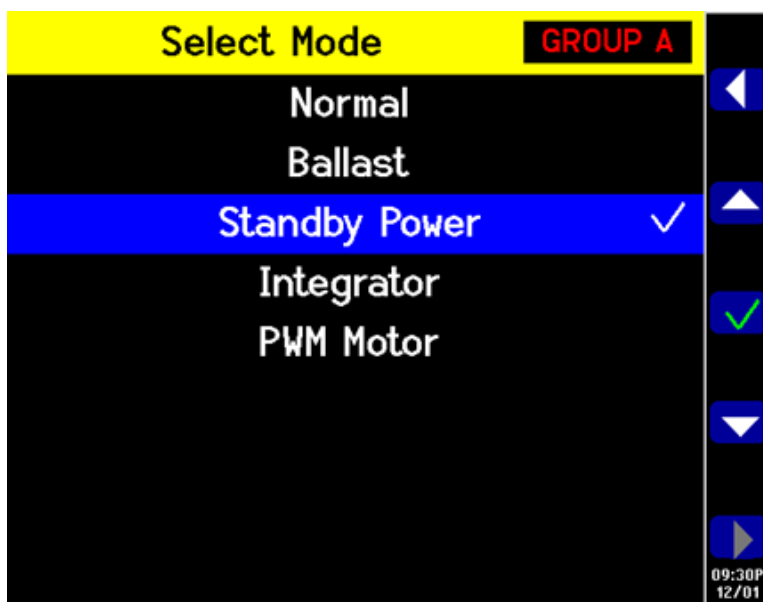 Select Mode GROUP A
Normal
Ballast
Standby Power
Integrator
PWM Motor
09:30P
12/01